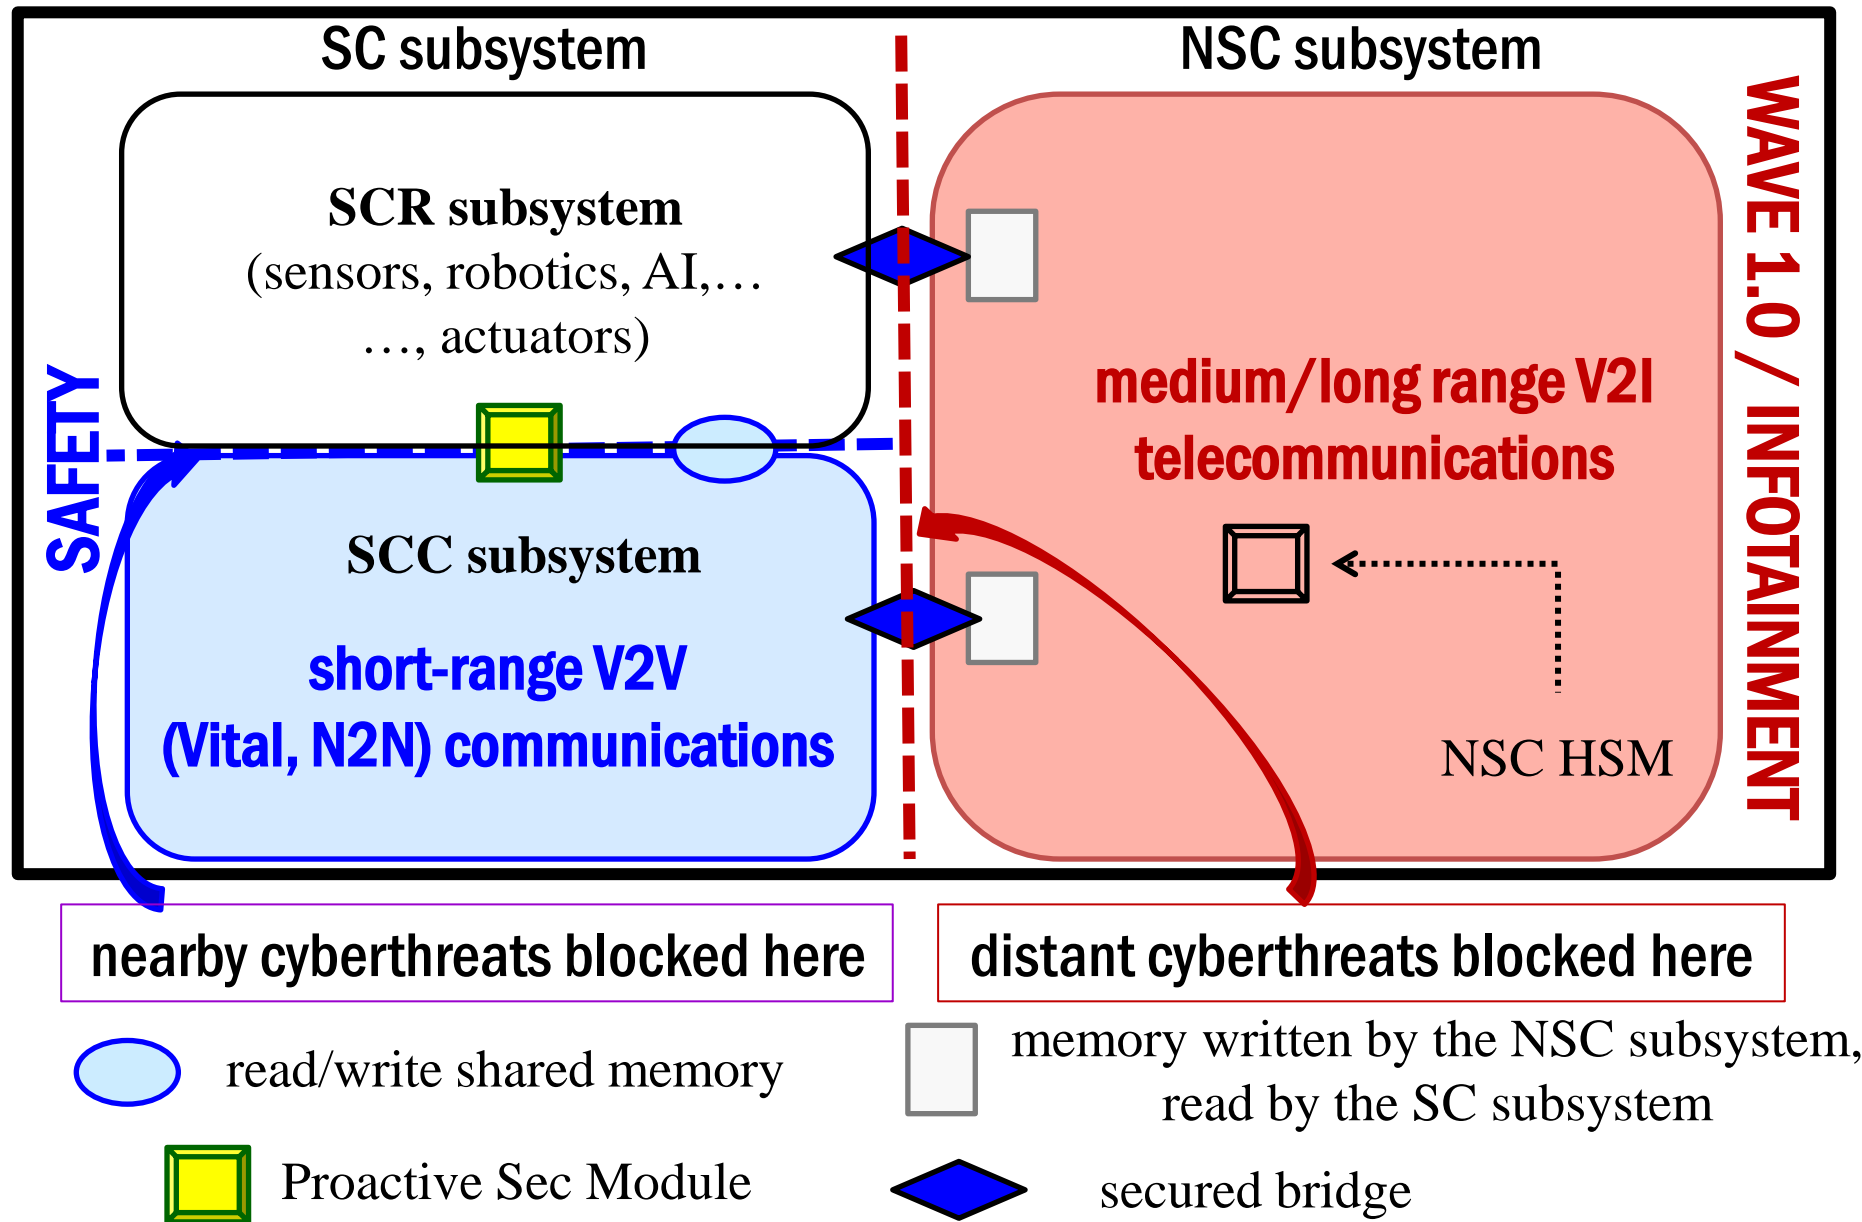 SC subsystem
NSC subsystem
SCR subsystem
(sensors, robotics, AI,…
…, actuators)
SAFETY
SCC subsystem
short-range V2V
(Vital, N2N) communications
medium/long range V2I
telecommunications
NSC HSM
WAVE 1.0 / INFOTAINMENT
nearby cyberthreats blocked here
distant cyberthreats blocked here
read/write shared memory
memory written by the NSC subsystem,
read by the SC subsystem
Proactive Sec Module
secured bridge